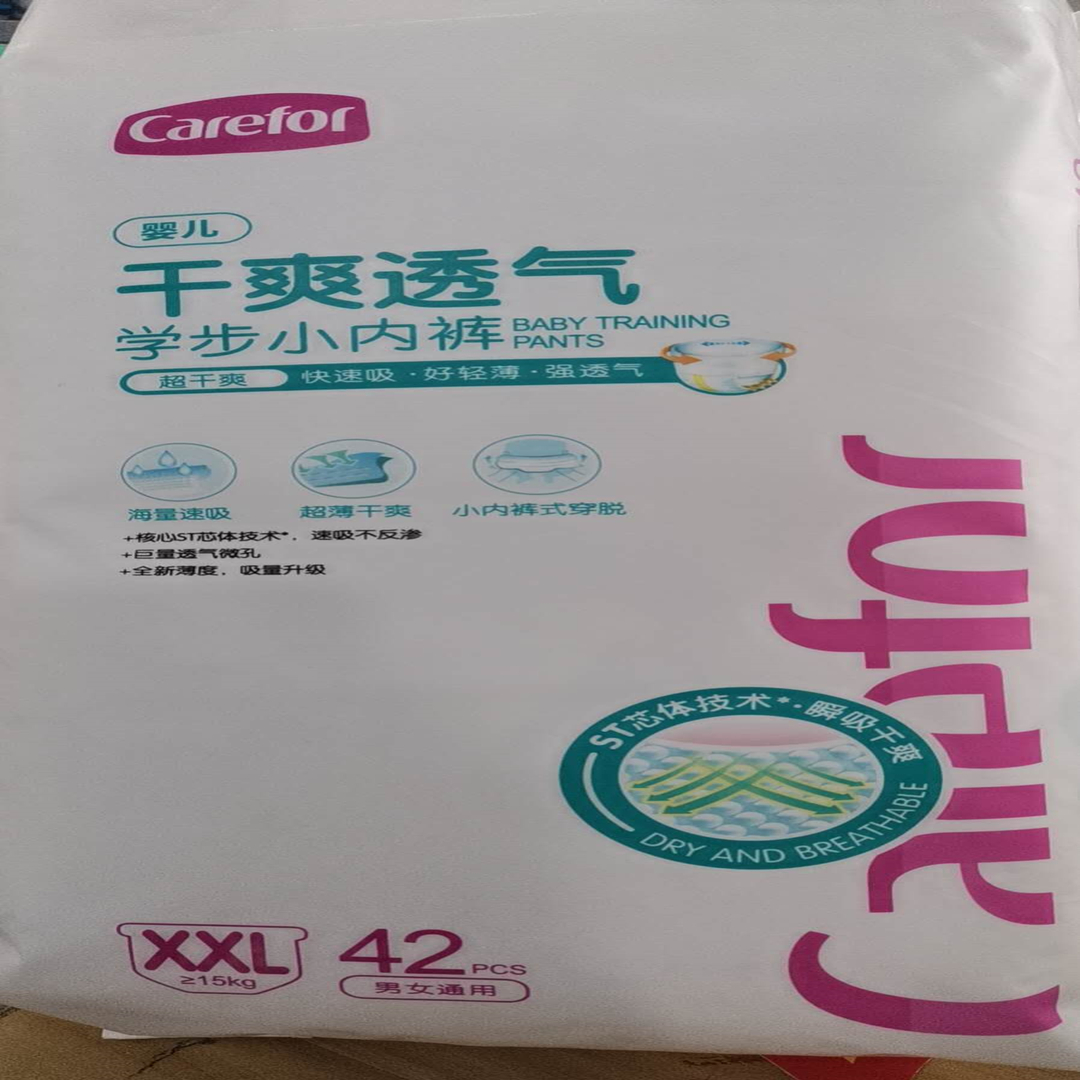 Carefor
婴儿
干爽透气
学步小内裤
BABY TRAINING
PANTS
超干爽 快速吸·好轻薄·强透气
海量速吸
超薄干爽
小内裤式穿脱
+核心ST芯体技术*，速吸不反渗
+巨量透气微孔
+全新薄度，吸量升级
Carefor
ST芯体技术*·瞬吸干爽
DRY AND BREATHABLE
XXL
≥15kg
42PCS
男女通用